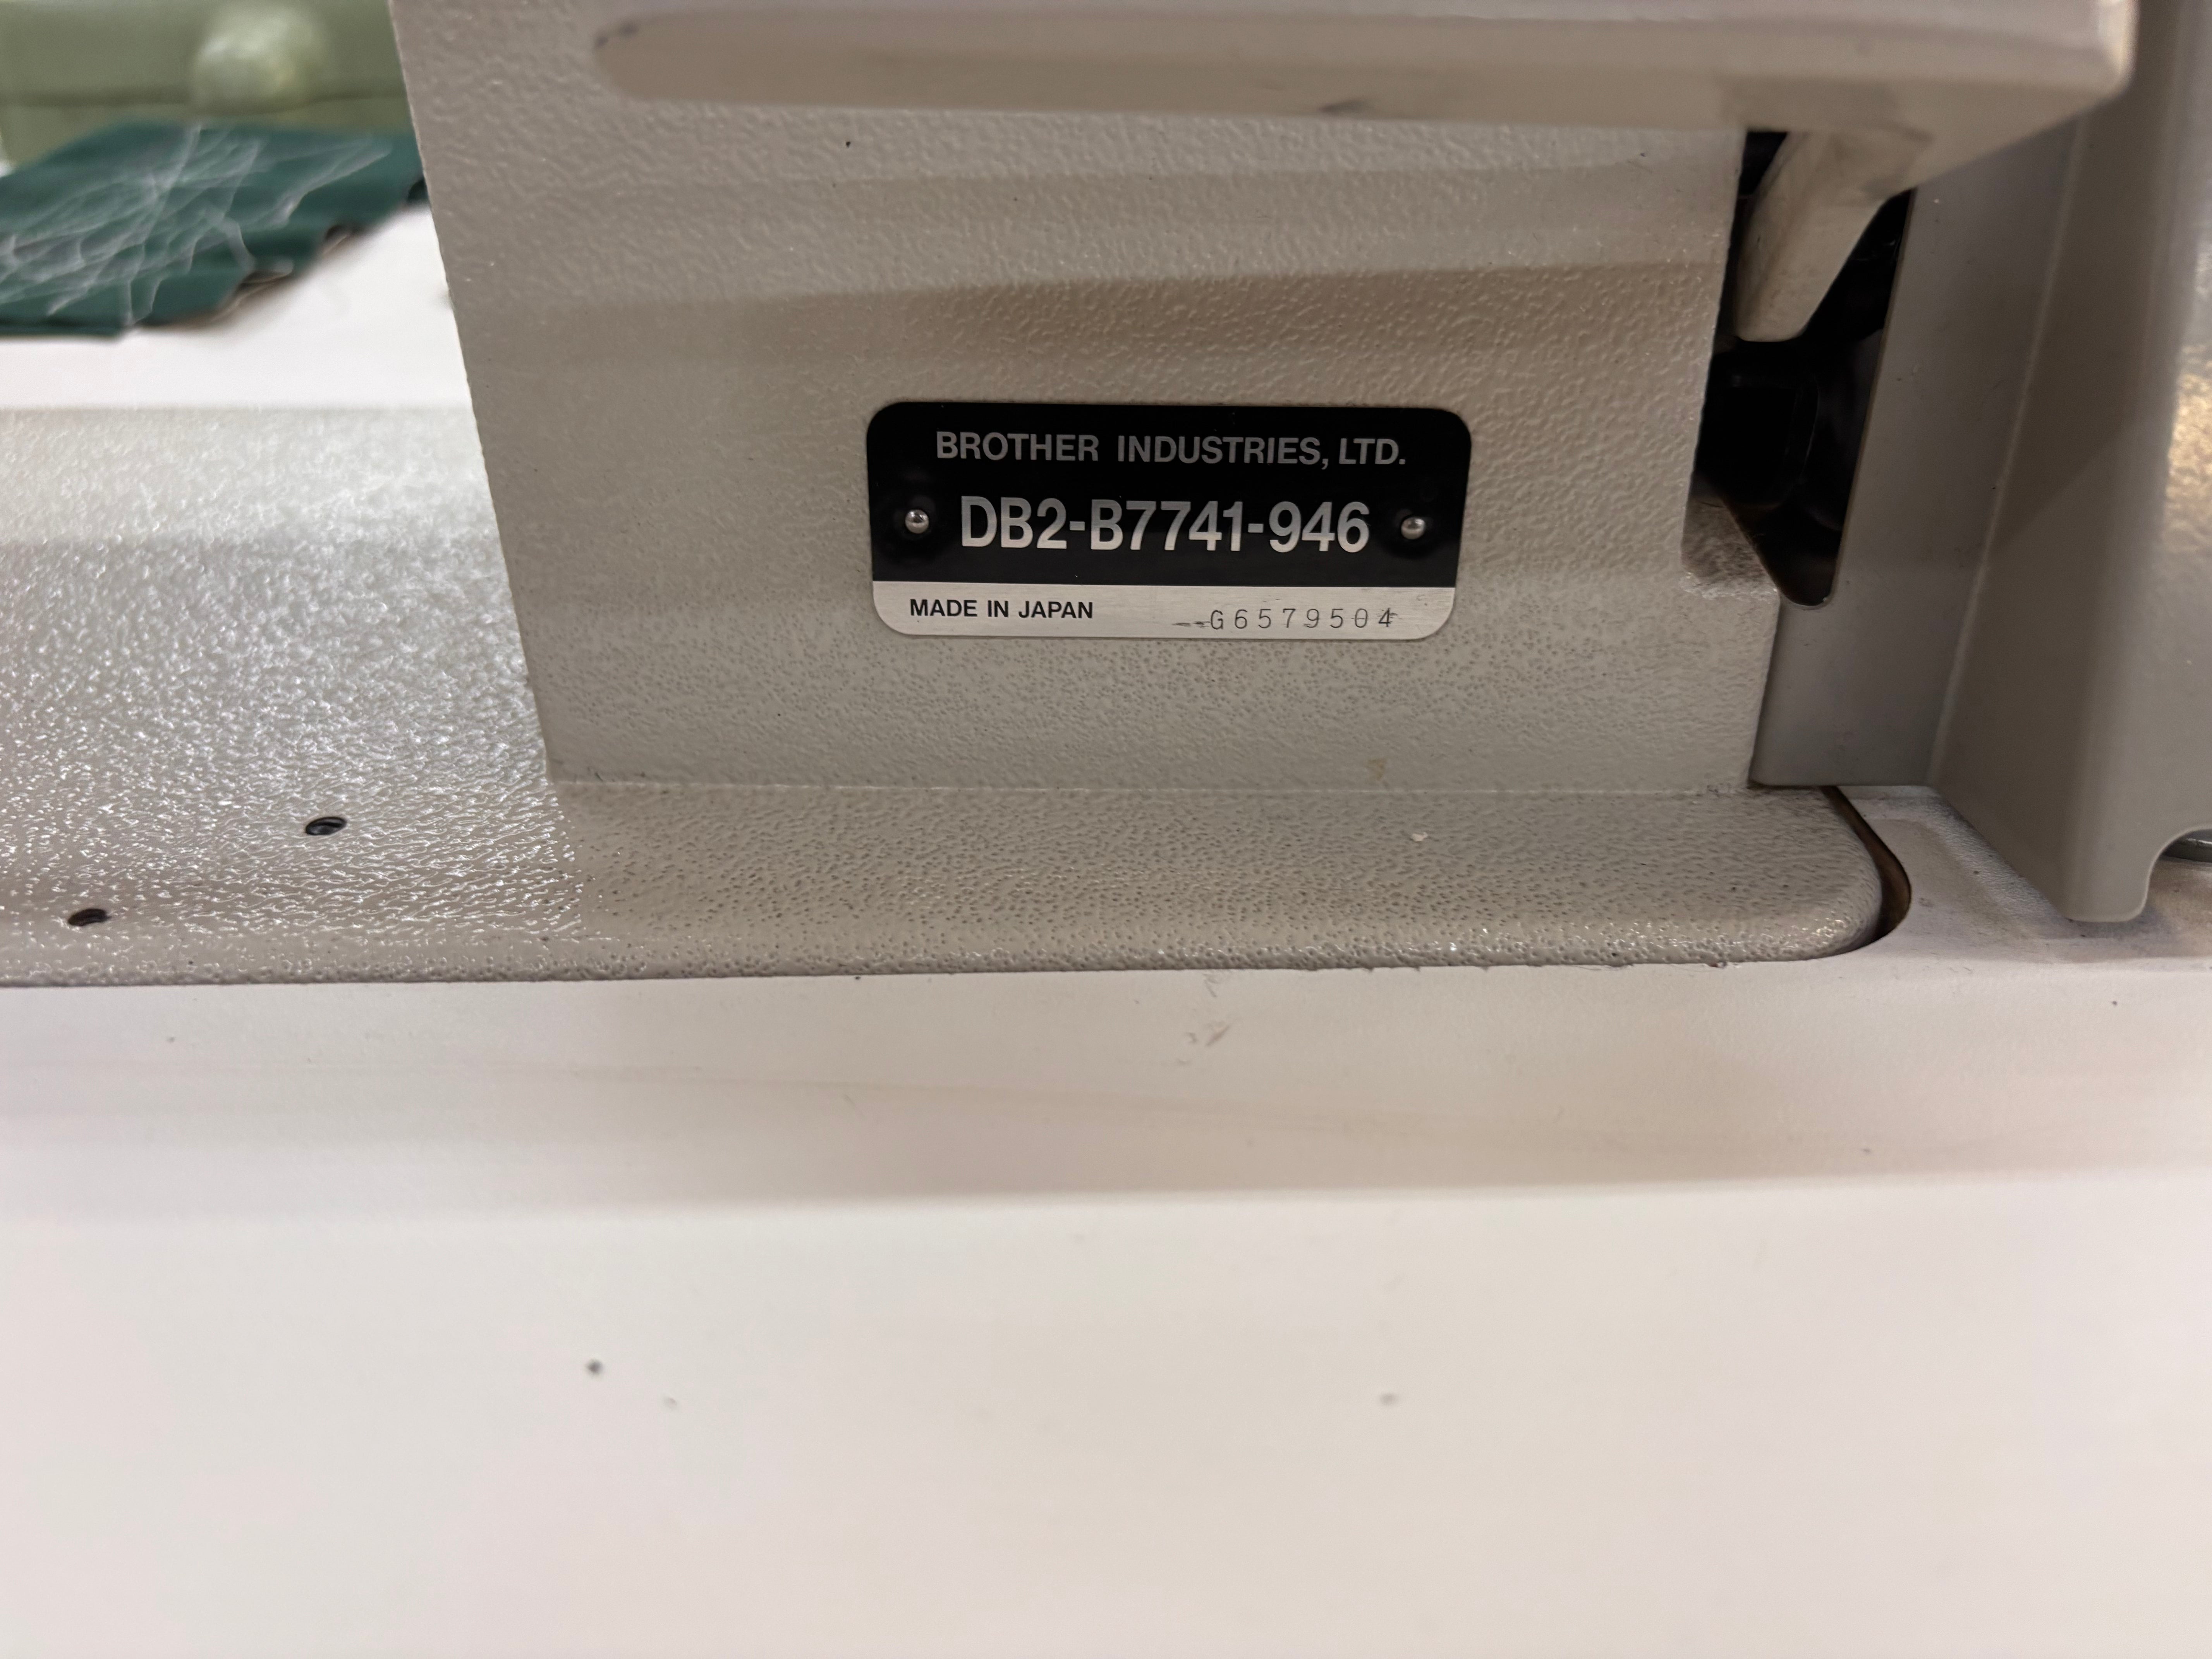 BROTHER INDUSTRIES, LTD.
DB2-B7741-946
MADE IN JAPAN --G6579504